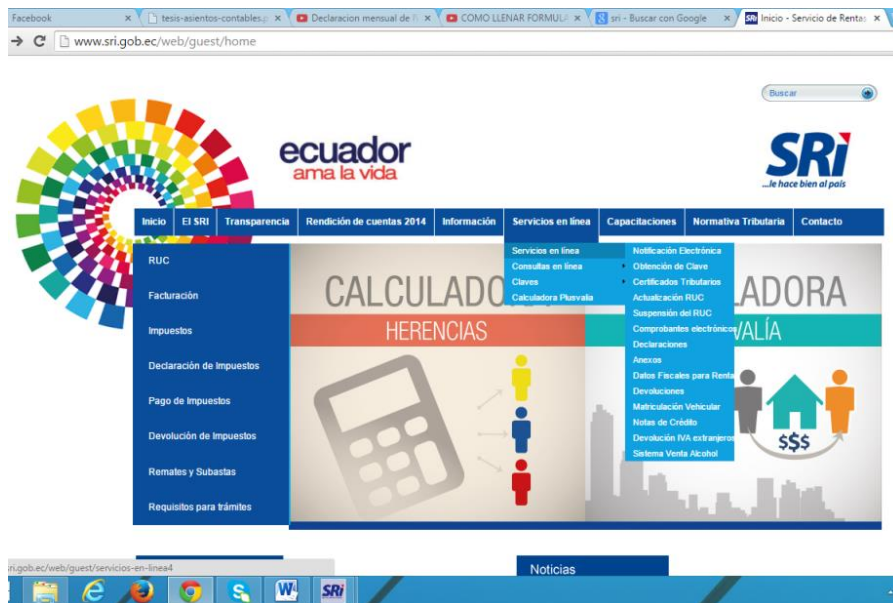 Facebook
tesis-asientos-contables.p
Declaracion mensual de
COMO LLENAR FORMULA
sri - Buscar con Google
Inicio - Servicio de Rentas
www.sri.gob.ec/web/guest/home
Buscar
ecuador
ama la vida
SRi
...le hace bien al país
Inicio El SRI Transparencia Rendición de cuentas 2014 Información Servicios en línea Capacitaciones Normativa Tributaria Contacto
RUC
Facturación
Impuestos
Declaración de Impuestos
Pago de Impuestos
Devolución de Impuestos
Remates y Subastas
Requisitos para trámites
Servicios en línea
Consultas en línea
Claves
Calculadora Plusvalia
Notificación Electrónica
Obtención de Clave
Certificados Tributarios
Actualización RUC
Suspensión del RUC
Comprobantes electrónicos
Declaraciones
Anexos
Datos Fiscales para Renta
Devoluciones
Matriculación Vehicular
Notas de Crédito
Devolución IVA extranjeros
Sistema Venta Alcohol
CALCULADO
HERENCIAS
LADORA
VALÍA
$$$
Noticias
sri.gob.ec/web/guest/servicios-en-linea4
SRi